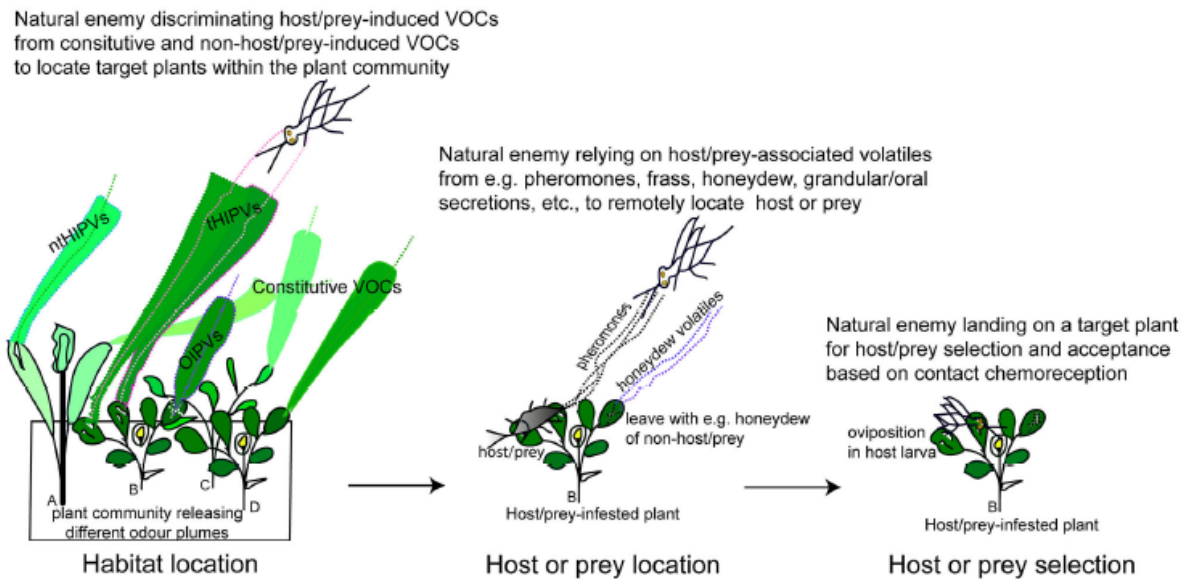 Natural enemy discriminating host/prey-induced VOCs
from consitutive and non-host/prey-induced VOCs
to locate target plants within the plant community
ntHIPVs
tHIPVs
OIPVs
Constitutive VOCs
A
B
C
D
plant community releasing
different odour plumes
Habitat location
Natural enemy relying on host/prey-associated volatiles
from e.g. pheromones, frass, honeydew, grandular/oral
secretions, etc., to remotely locate host or prey
pheromones
honeydew volatiles
host/prey
leave with e.g. honeydew
of non-host/prey
B
Host/prey-infested plant
Host or prey location
Natural enemy landing on a target plant
for host/prey selection and acceptance
based on contact chemoreception
oviposition
in host larva
B
Host/prey-infested plant
Host or prey selection